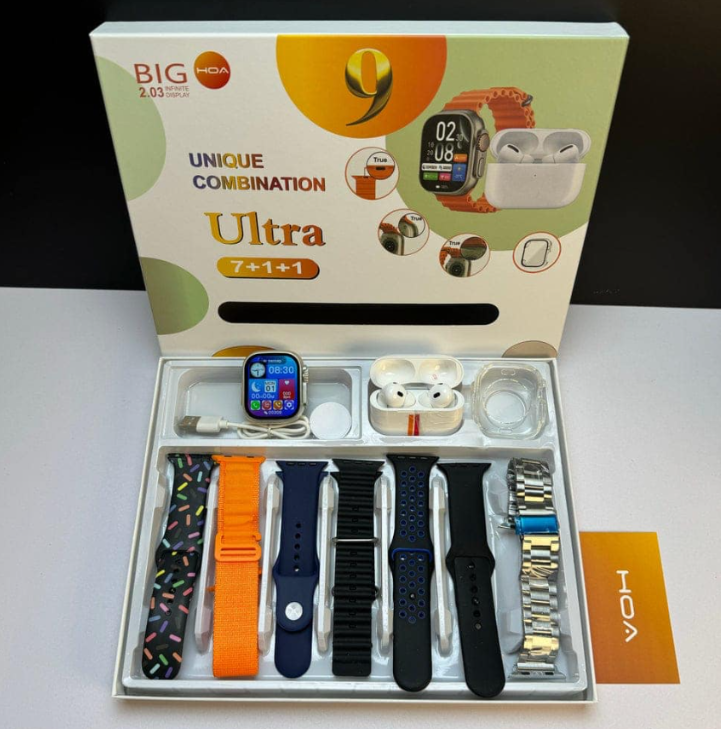 BIG
HOA
2.03 INFINITE
DISPLAY
9
UNIQUE
COMBINATION
Ultra
7+1+1
True
True
True
02
08
08:30
01
HOA